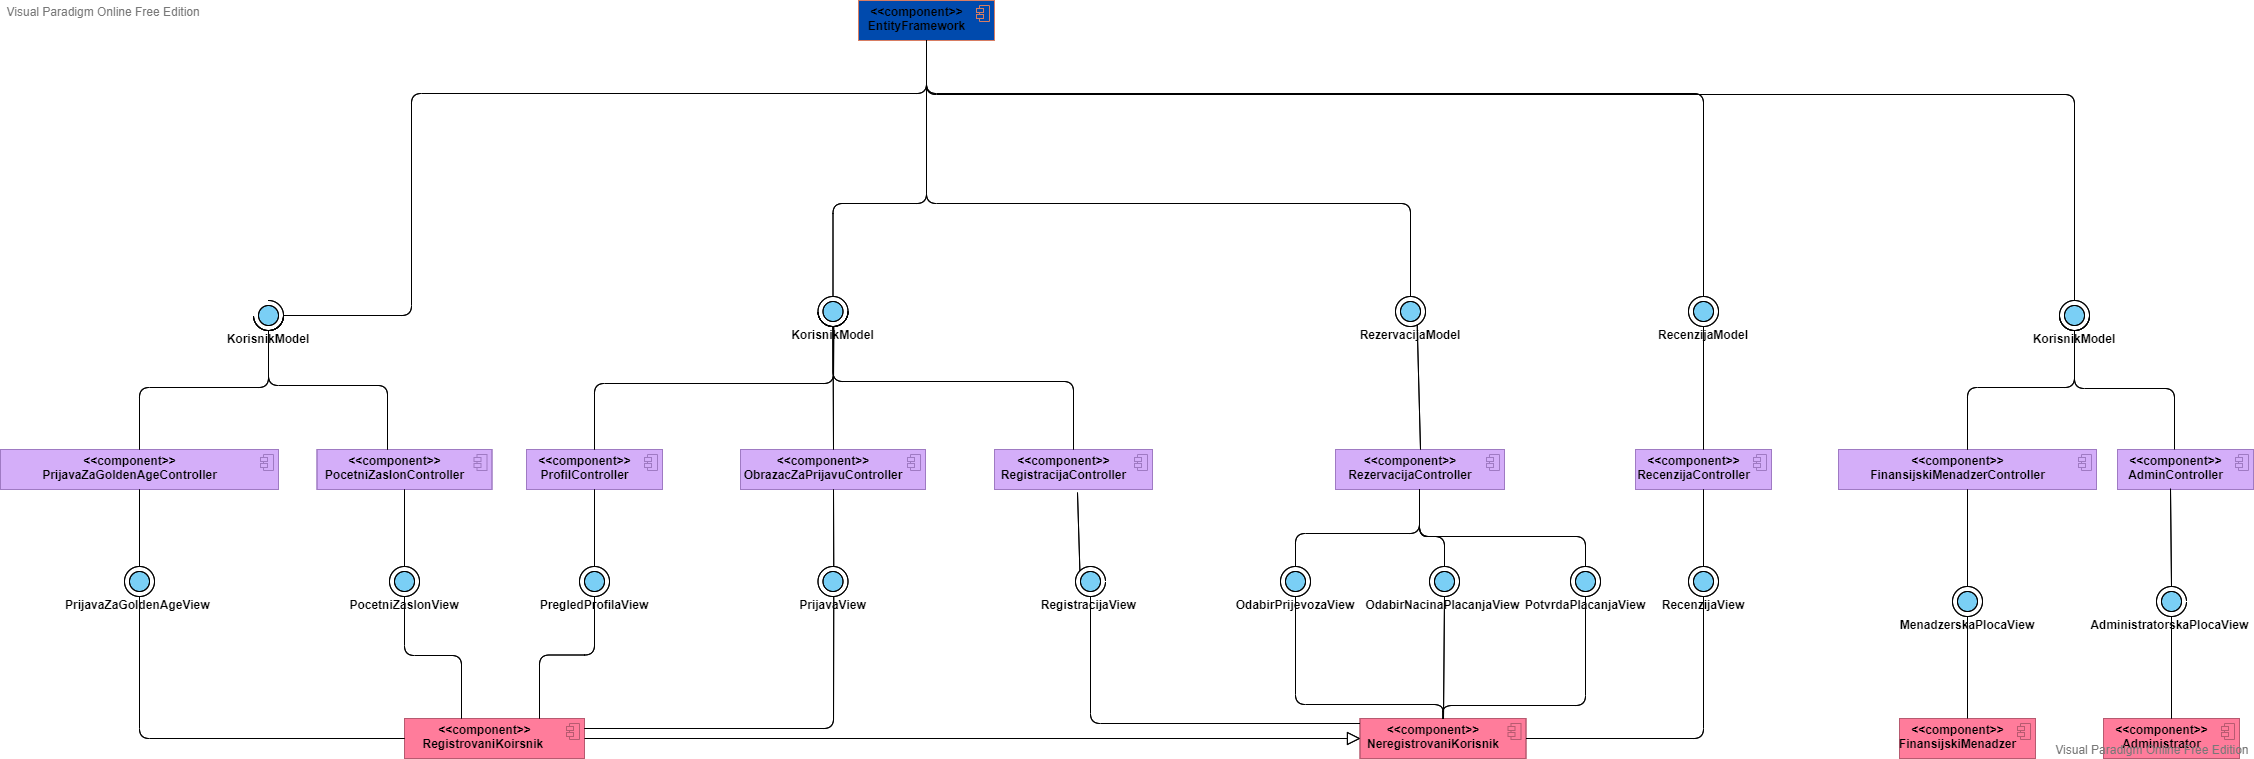 Visual Paradigm Online Free Edition
<<component>>
EntityFramework
KorisnikModel
KorisnikModel
RezervacijaModel
RecenzijaModel
KorisnikModel
<<component>>
PrijavaZaGoldenAgeController
<<component>>
PocetniZaslonController
<<component>>
ProfilController
<<component>>
ObrazacZaPrijavuController
<<component>>
RegistracijaController
<<component>>
RezervacijaController
<<component>>
RecenzijaController
<<component>>
FinansijskiMenadzerController
<<component>>
AdminController
PrijavaZaGoldenAgeView
PocetniZaslonView
PregledProfilaView
PrijavaView
RegistracijaView
OdabirPrijevozaView
OdabirNacinaPlacanjaView
PotvrdaPlacanjaView
RecenzijaView
MenadzerskaPlocaView
AdministratorskaPlocaView
<<component>>
RegistrovaniKoirsnik
<<component>>
NeregistrovaniKorisnik
<<component>>
FinansijskiMenadzer
<<component>>
Administrator
Visual Paradigm Online Free Edition